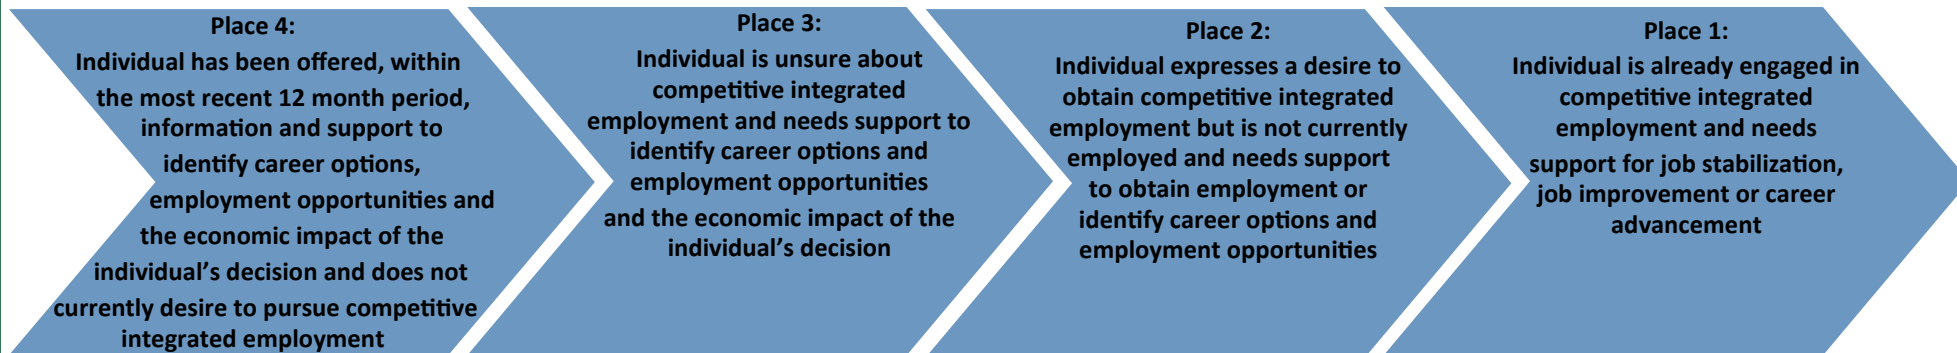 Place 4:
Individual has been offered, within
the most recent 12 month period,
information and support to
identify career options,
employment opportunities and
the economic impact of the
individual’s decision and does not
currently desire to pursue competitive
integrated employment
Place 3:
Individual is unsure about
competitive integrated
employment and needs support to
identify career options and
employment opportunities
and the economic impact of the
individual’s decision
Place 2:
Individual expresses a desire to
obtain competitive integrated
employment but is not currently
employed and needs support
to obtain employment or
identify career options and
employment opportunities
Place 1:
Individual is already engaged in
competitive integrated
employment and needs
support for job stabilization,
job improvement or career
advancement